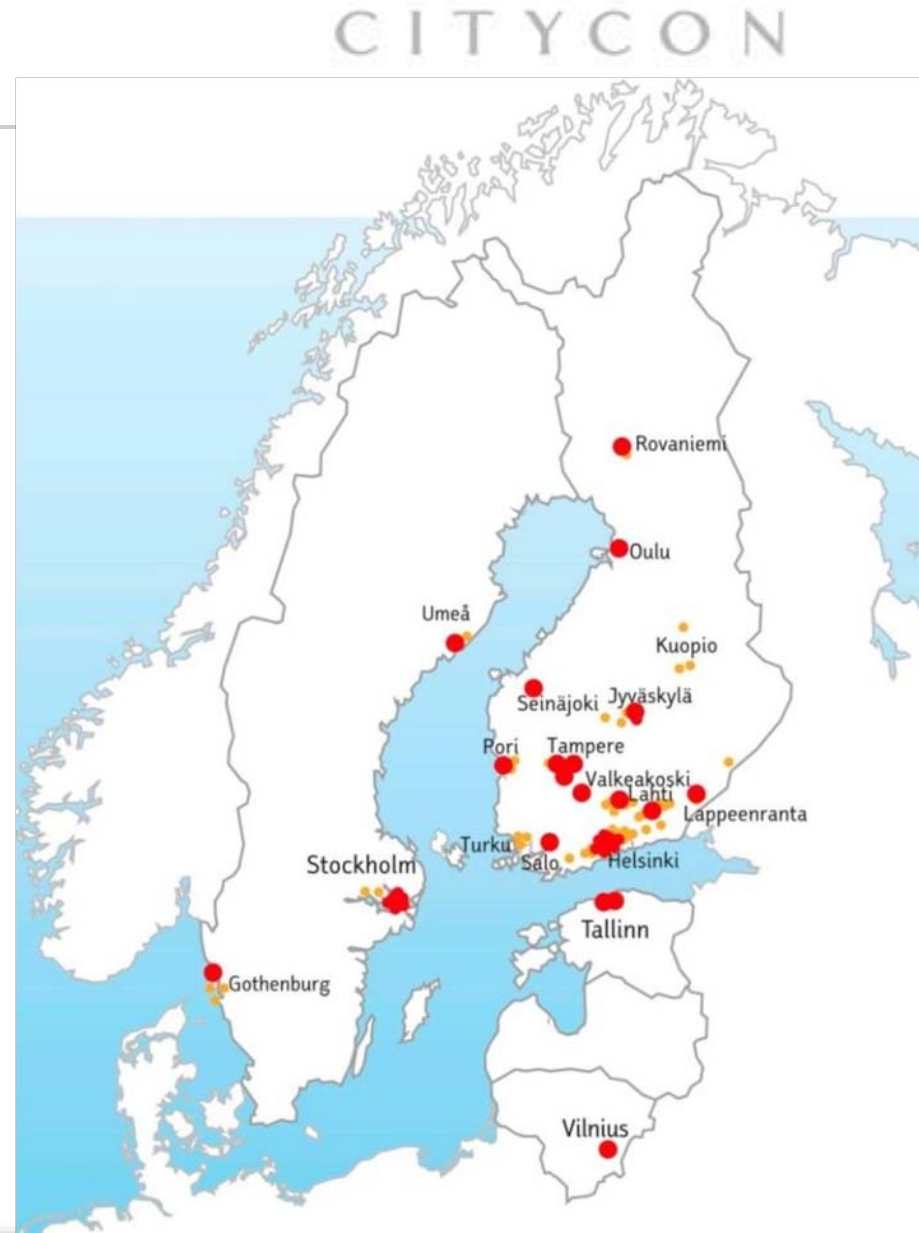 CITYCON
Rovaniemi
Oulu
Umeå
Kuopio
Seinäjoki
Jyväskylä
Pori
Tampere
Valkeakoski
Lahti
Lappeenranta
Turku
Salo
Helsinki
Stockholm
Tallinn
Gothenburg
Vilnius